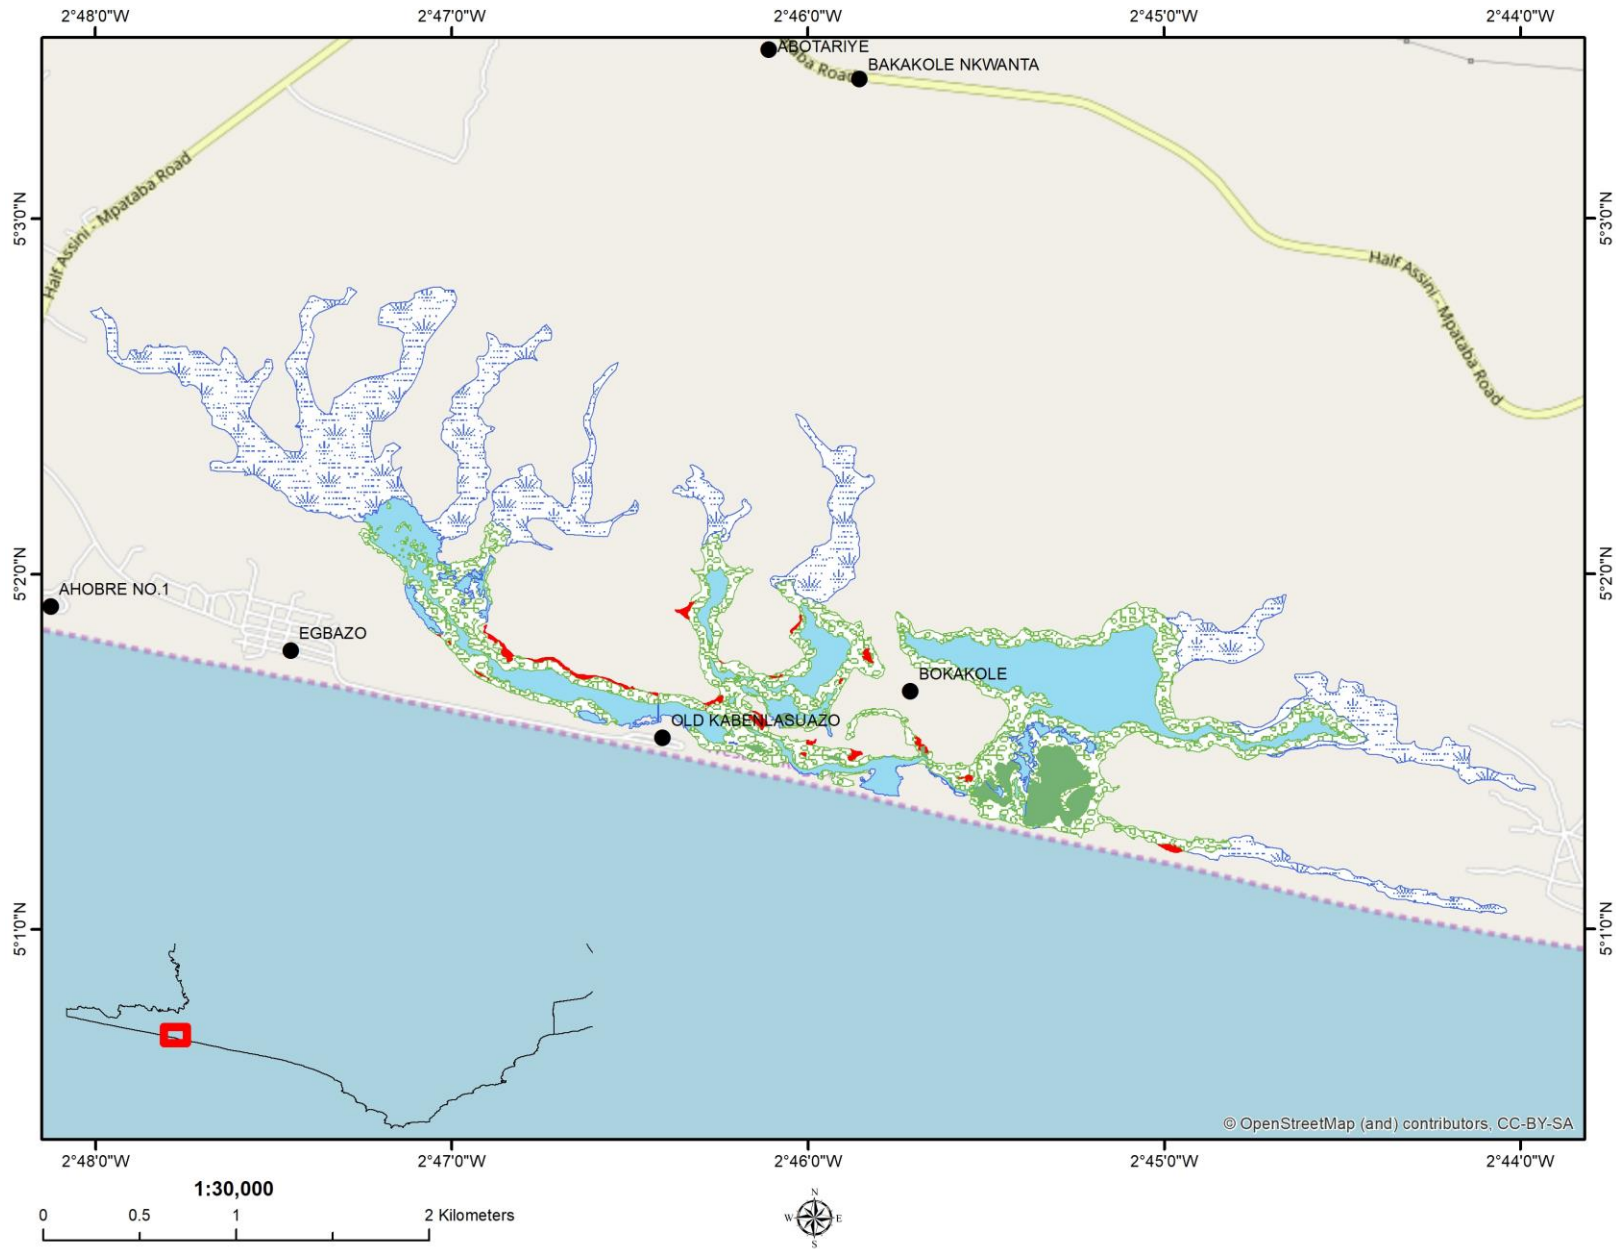 2°48'0"W
2°47'0"W
2°46'0"W
2°45'0"W
2°44'0"W
ABOTARIYE
aba Road
BAKAKOLE NKWANTA
Half Assini - Mpataba Road
5°3'0"N
5°3'0"N
Half Assini - Mpataba Road
5°2'0"N
5°2'0"N
AHOBRE NO.1
EGBAZO
BOKAKOLE
OLD KABENLASUAZO
5°1'0"N
5°1'0"N
© OpenStreetMap (and) contributors, CC-BY-SA
2°48'0"W
2°47'0"W
2°46'0"W
2°45'0"W
2°44'0"W
1:30,000
0 0.5 1 2 Kilometers
N
W E
S